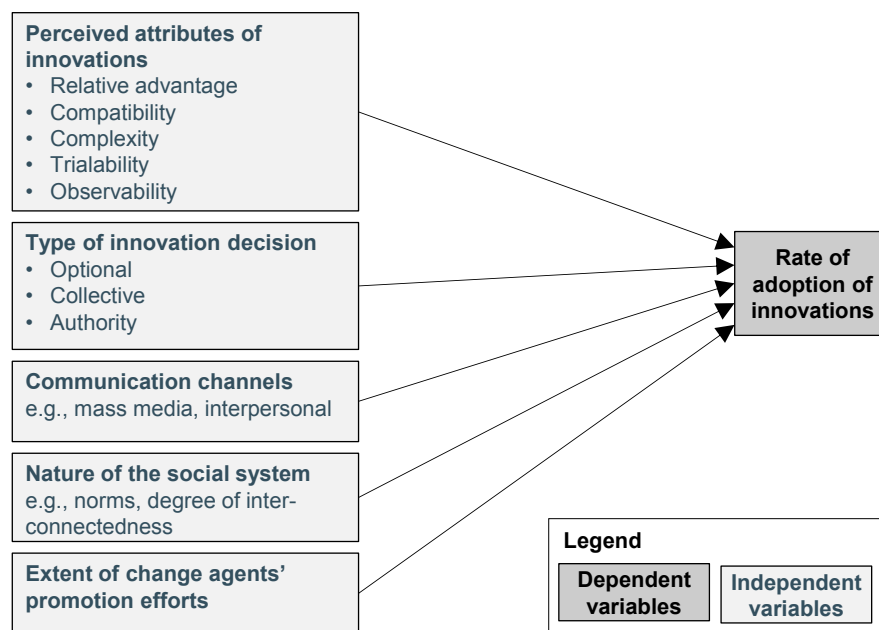 Perceived attributes of
innovations
• Relative advantage
• Compatibility
• Complexity
• Trialability
• Observability
Type of innovation decision
• Optional
• Collective
• Authority
Communication channels
e.g., mass media, interpersonal
Nature of the social system
e.g., norms, degree of inter-
connectedness
Extent of change agents’
promotion efforts
Rate of
adoption of
innovations
Legend
Dependent
variables
Independent
variables